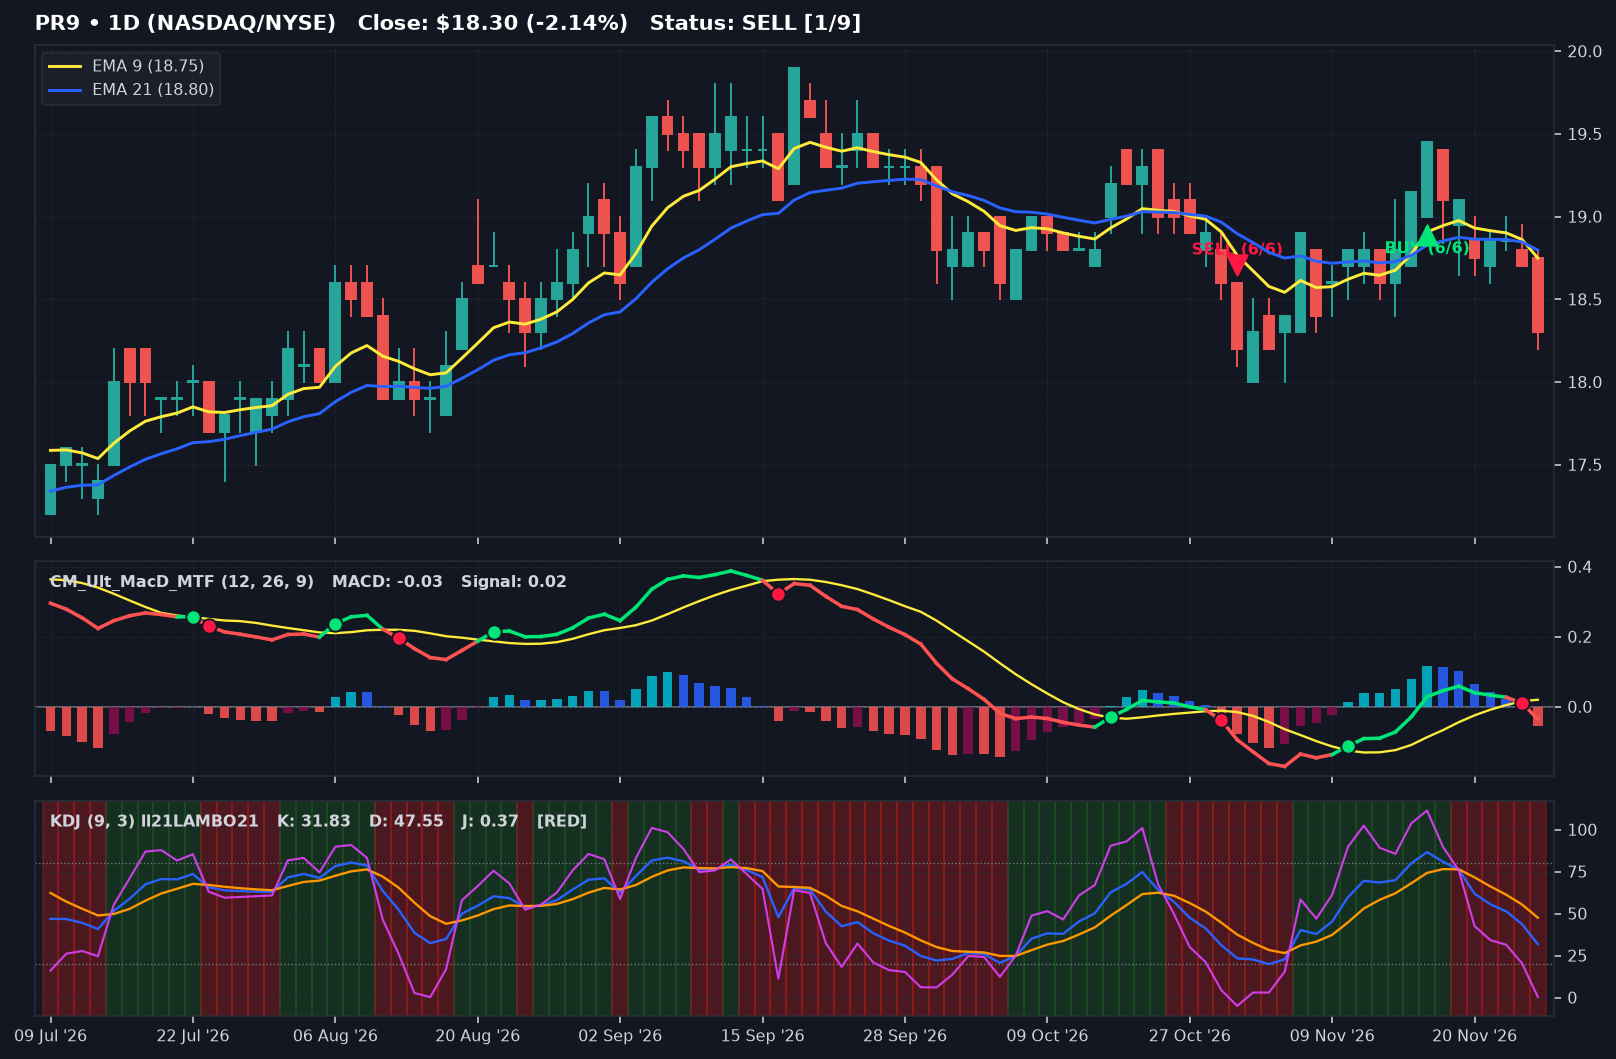 PR9 • 1D (NASDAQ/NYSE) Close: $18.30 (-2.14%) Status: SELL [1/9]
EMA 9 (18.75)
EMA 21 (18.80)
20.0
19.5
19.0
18.5
18.0
17.5
SELL (6/6)
BUY (6/6)
CM_Ult_MacD_MTF (12, 26, 9) MACD: -0.03 Signal: 0.02
0.4
0.2
0.0
KDJ (9, 3) II21LAMBO21 K: 31.83 D: 47.55 J: 0.37 [RED]
100
75
50
25
0
09 Jul '26 22 Jul '26 06 Aug '26 20 Aug '26 02 Sep '26 15 Sep '26 28 Sep '26 09 Oct '26 27 Oct '26 09 Nov '26 20 Nov '26